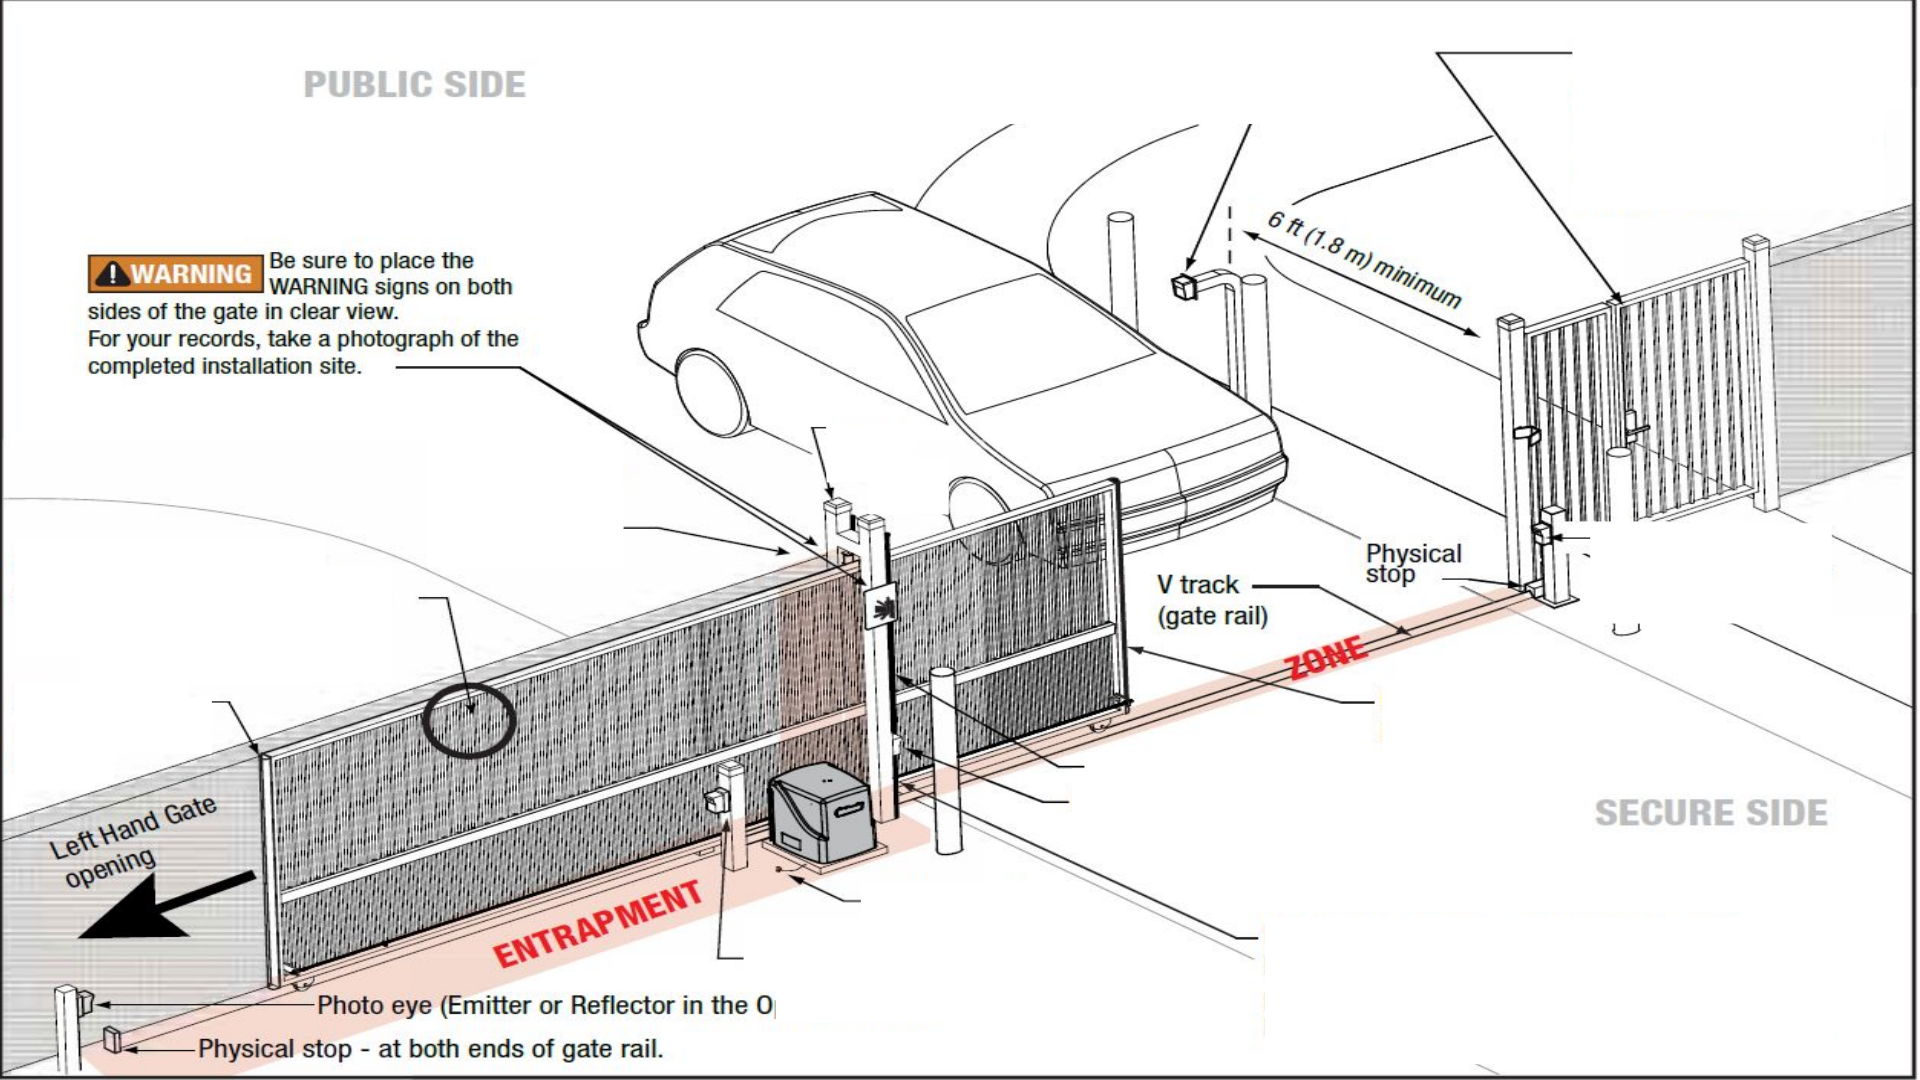 PUBLIC SIDE
6 ft (1.8 m) minimum
WARNING Be sure to place the
WARNING signs on both
sides of the gate in clear view.
For your records, take a photograph of the
completed installation site.
Physical
stop
V track
(gate rail)
ZONE
SECURE SIDE
Left Hand Gate
opening
ENTRAPMENT
Photo eye (Emitter or Reflector in the O
Physical stop - at both ends of gate rail.